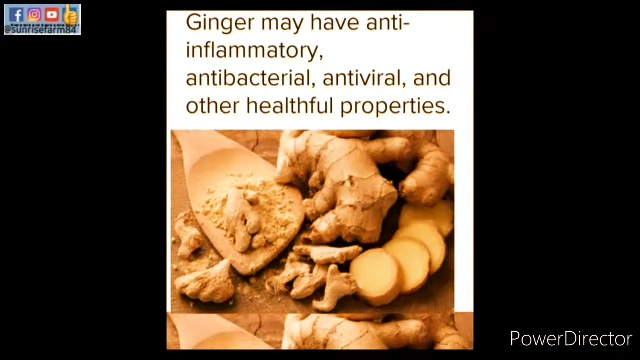 @sunrisefarm84
Ginger may have anti-
inflammatory,
antibacterial, antiviral, and
other healthful properties.
PowerDirector